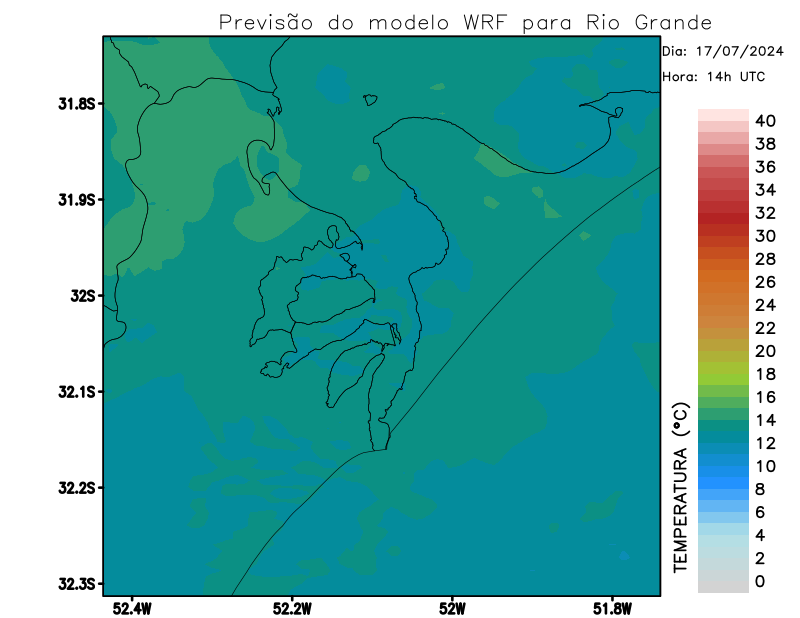 Previsão do modelo WRF para Rio Grande
Dia: 17/07/2024
Hora: 14h UTC
31.8S
31.9S
32S
32.1S
32.2S
32.3S
52.4W
52.2W
52W
51.8W
40
38
36
34
32
30
28
26
24
22
20
18
16
14
12
10
8
6
4
2
0
TEMPERATURA (°C)